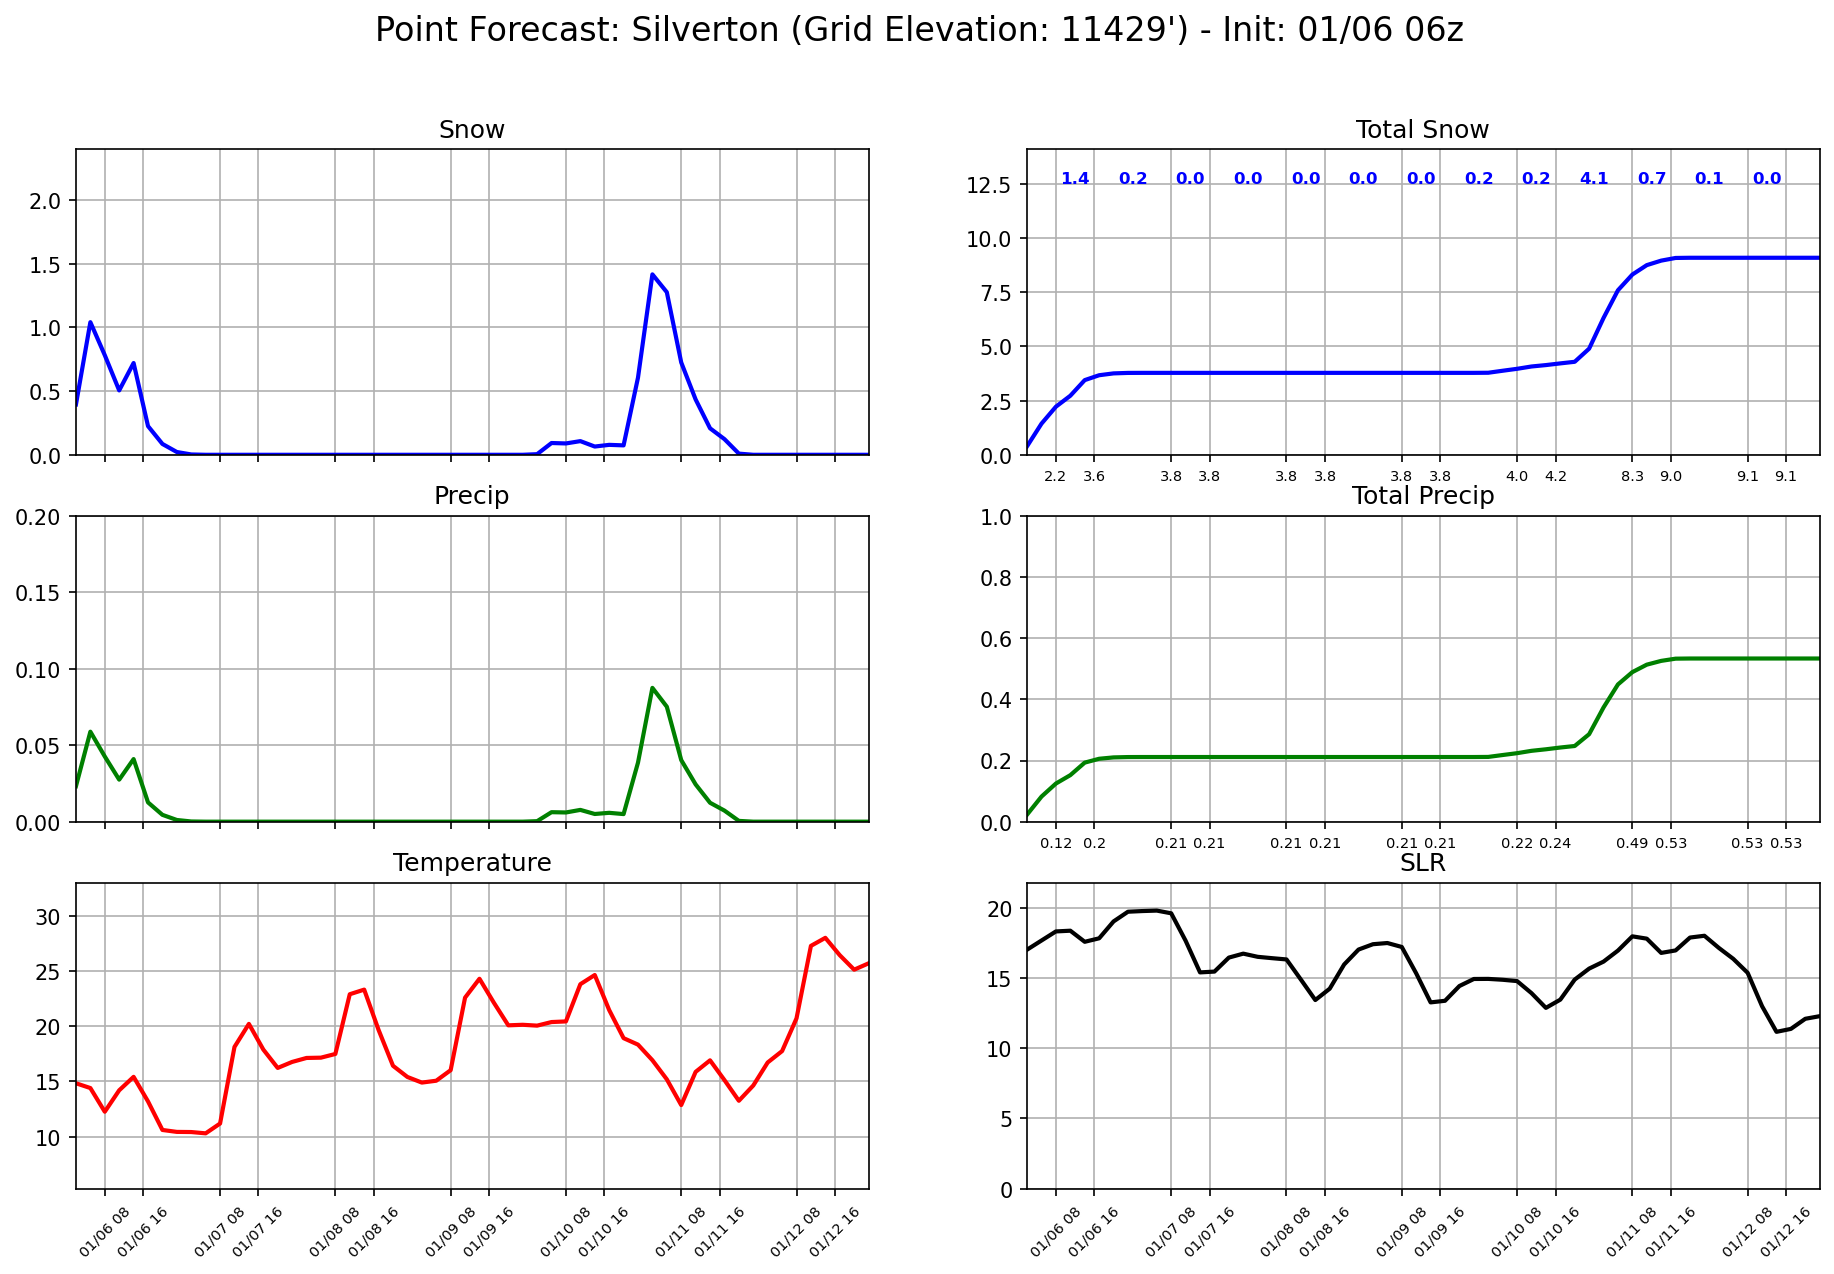 Point Forecast: Silverton (Grid Elevation: 11429') - Init: 01/06 06z
Snow
2.0
1.5
1.0
0.5
0.0
Total Snow
1.4 0.2 0.0 0.0 0.0 0.0 0.0 0.2 0.2 4.1 0.7 0.1 0.0
12.5
10.0
7.5
5.0
2.5
0.0
2.2 3.6 3.8 3.8 3.8 3.8 3.8 3.8 4.0 4.2 8.3 9.0 9.1 9.1
Precip
0.20
0.15
0.10
0.05
0.00
Total Precip
1.0
0.8
0.6
0.4
0.2
0.0
0.12 0.2 0.21 0.21 0.21 0.21 0.21 0.21 0.22 0.24 0.49 0.53 0.53 0.53
Temperature
30
25
20
15
10
01/06 08 01/06 16 01/07 08 01/07 16 01/08 08 01/08 16 01/09 08 01/09 16 01/10 08 01/10 16 01/11 08 01/11 16 01/12 08 01/12 16
SLR
20
15
10
5
0
01/06 08 01/06 16 01/07 08 01/07 16 01/08 08 01/08 16 01/09 08 01/09 16 01/10 08 01/10 16 01/11 08 01/11 16 01/12 08 01/12 16